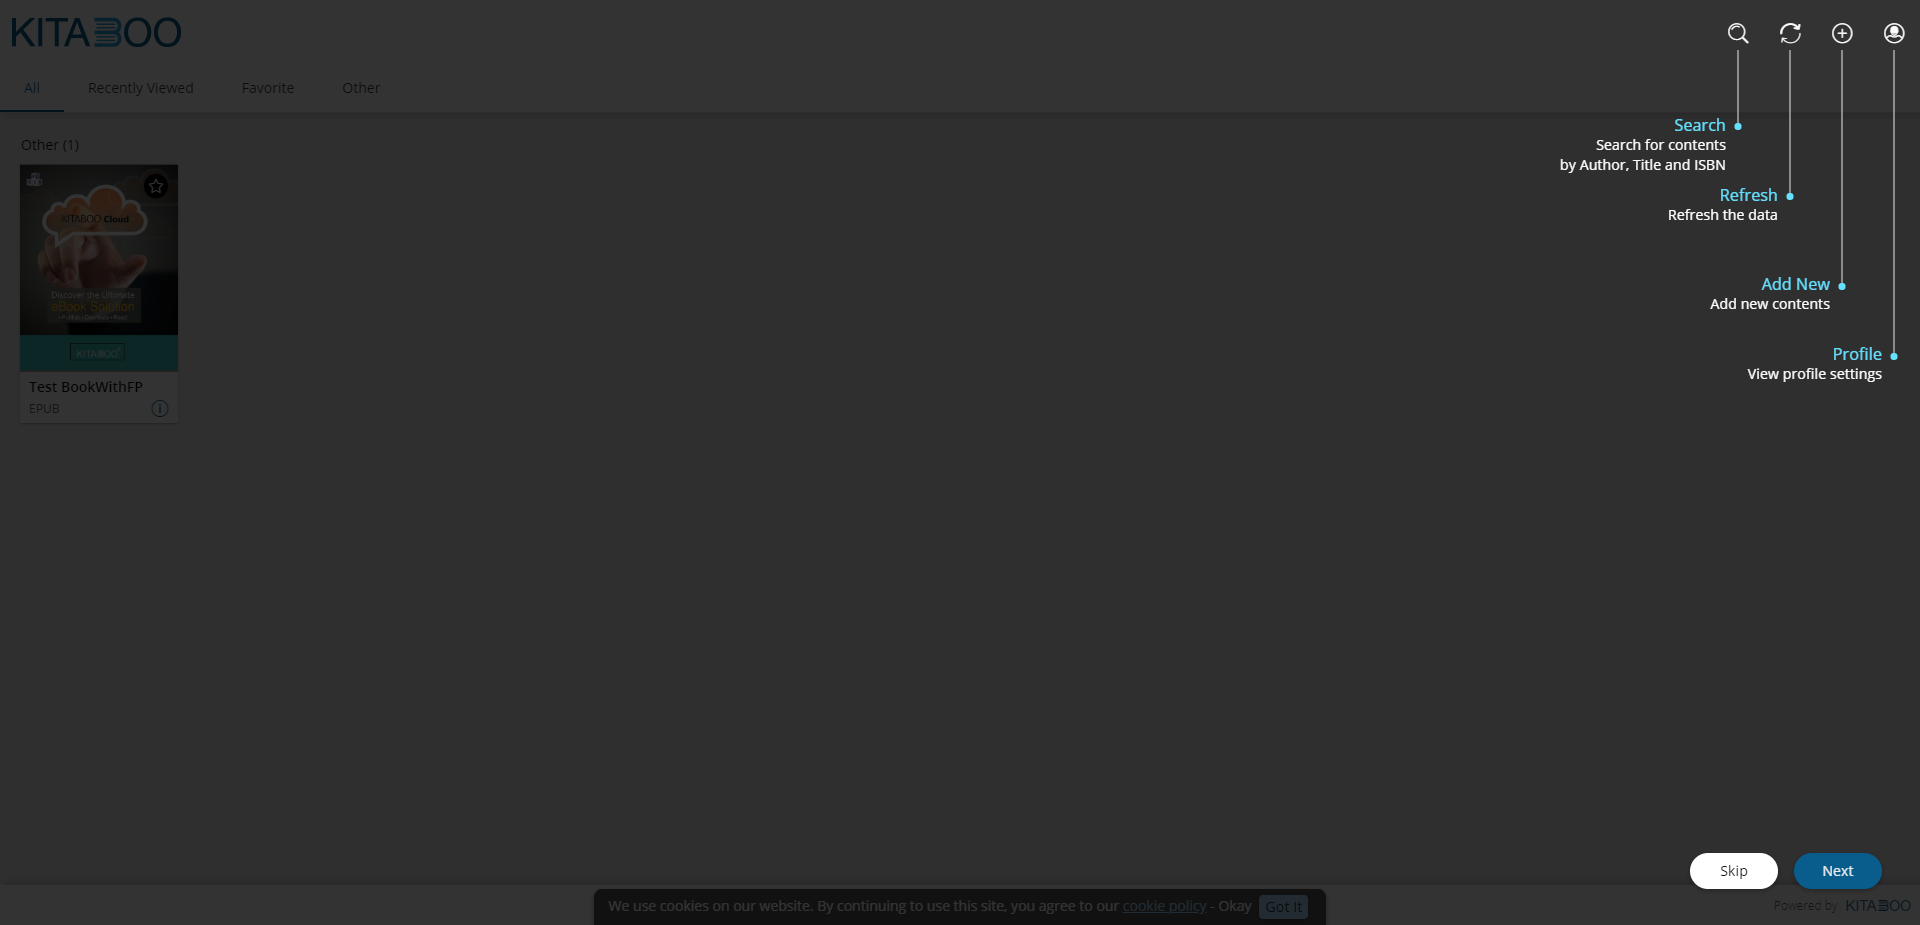 KITABOO
All
Recently Viewed
Favorite
Other
Search
Search for contents
by Author, Title and ISBN
Refresh
Refresh the data
Add New
Add new contents
Profile
View profile settings
Other (1)
KITABOO Cloud
Discover the Ultimate
eBook Solution
KITABOO
Test BookWithFP
EPUB
Skip
Next
We use cookies on our website. By continuing to use this site, you agree to our cookie policy - Okay Got It
Powered by KITABOO